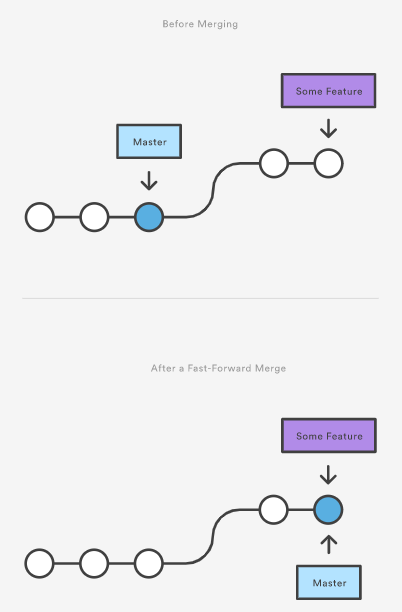 Before Merging
Some Feature
Master
After a Fast-Forward Merge
Some Feature
Master